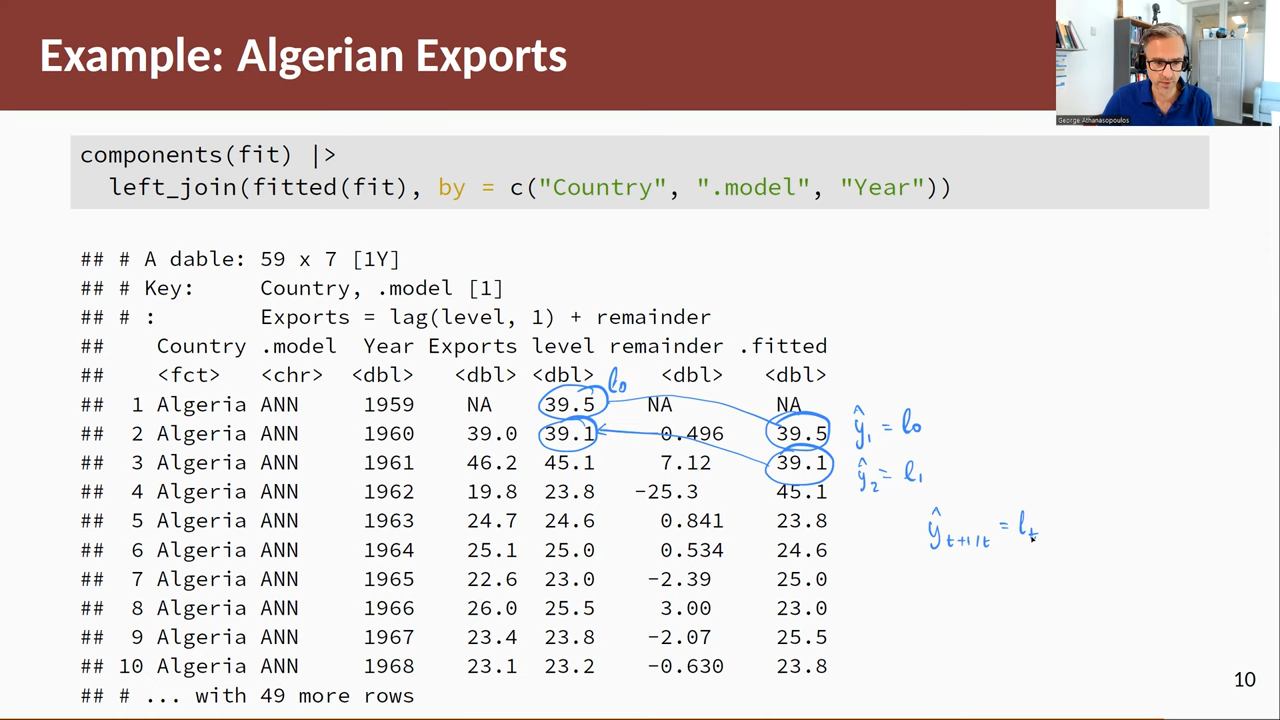 Example: Algerian Exports
George Athanasopoulos
components(fit) |>
left_join(fitted(fit), by = c("Country", ".model", "Year"))
## # A dable: 59 x 7 [1Y]
## # Key: Country, .model [1]
## # : Exports = lag(level, 1) + remainder
## Country .model Year Exports level remainder .fitted
## <fct> <chr> <dbl> <dbl> <dbl> <dbl> <dbl>
l₀
## 1 Algeria ANN 1959 NA 39.5 NA NA
## 2 Algeria ANN 1960 39.0 39.1 0.496 39.5 ŷ₁ = l₀
## 3 Algeria ANN 1961 46.2 45.1 7.12 39.1 ŷ₂ = l₁
## 4 Algeria ANN 1962 19.8 23.8 -25.3 45.1
## 5 Algeria ANN 1963 24.7 24.6 0.841 23.8 ŷ_{t+1|t} = l_t
## 6 Algeria ANN 1964 25.1 25.0 0.534 24.6
## 7 Algeria ANN 1965 22.6 23.0 -2.39 25.0
## 8 Algeria ANN 1966 26.0 25.5 3.00 23.0
## 9 Algeria ANN 1967 23.4 23.8 -2.07 25.5
## 10 Algeria ANN 1968 23.1 23.2 -0.630 23.8
## # ... with 49 more rows
10